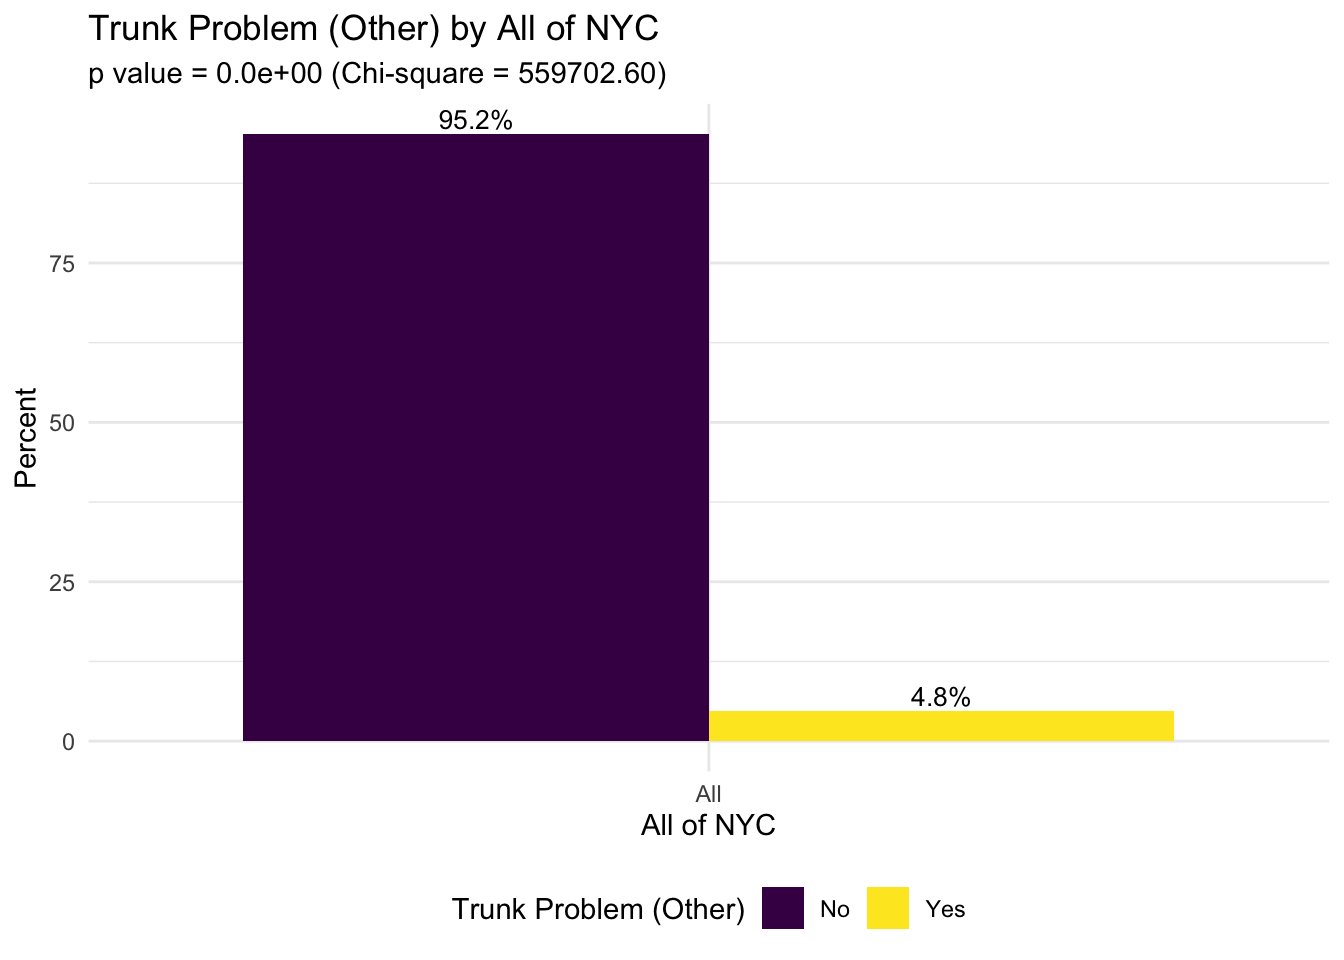 Trunk Problem (Other) by All of NYC
p value = 0.0e+00 (Chi-square = 559702.60)
95.2%
75
50
25
0
Percent
4.8%
All
All of NYC
Trunk Problem (Other) No Yes